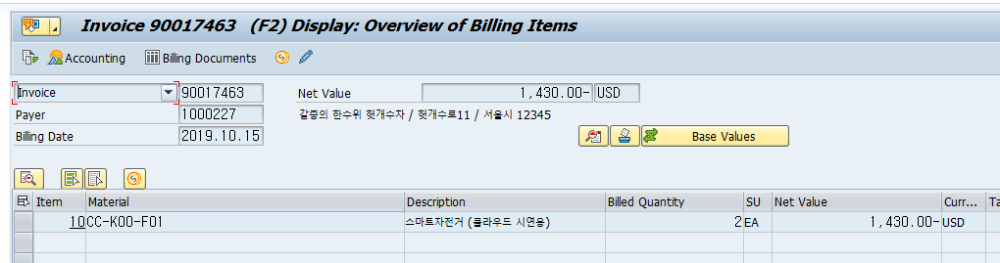 Invoice 90017463 (F2) Display: Overview of Billing Items
Accounting Billing Documents
Invoice 90017463 Net Value 1,430.00- USD
Payer 1000227 갈증의 한수위 헛개수차 / 헛개수로11 / 서울시 12345
Billing Date 2019.10.15
Base Values
Item Material Description Billed Quantity SU Net Value Curr... Ta
10 CC-K00-F01 스마트자전거 (클라우드 시연용) 2 EA 1,430.00- USD